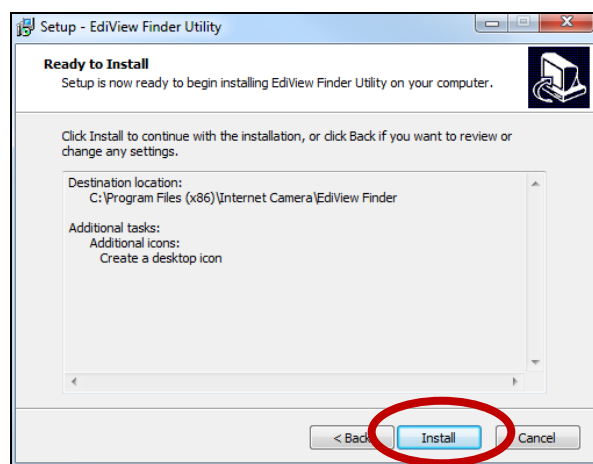 Setup - EdiView Finder Utility
Ready to Install
Setup is now ready to begin installing EdiView Finder Utility on your computer.
Click Install to continue with the installation, or click Back if you want to review or
change any settings.
Destination location:
C:\Program Files (x86)\Internet Camera\EdiView Finder
Additional tasks:
Additional icons:
Create a desktop icon
< Back
Install
Cancel